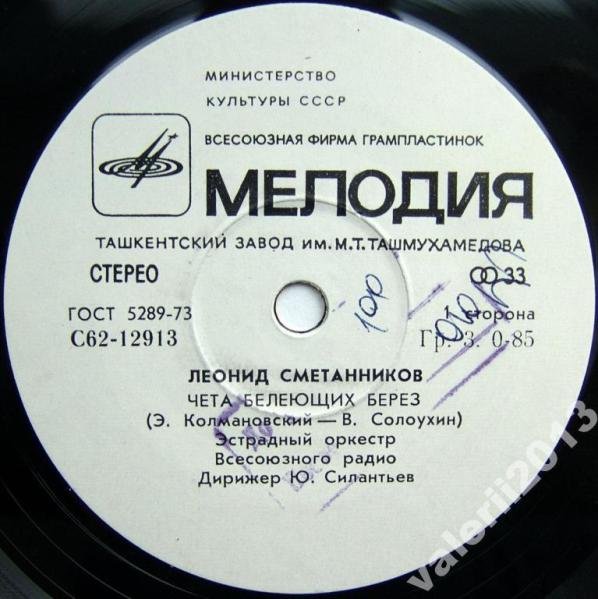 МИНИСТЕРСТВО
КУЛЬТУРЫ СССР
ВСЕСОЮЗНАЯ ФИРМА ГРАМПЛАСТИНОК
МЕЛОДИЯ
ТАШКЕНТСКИЙ ЗАВОД ИМ. М.Т. ТАШМУХАМЕДОВА
СТЕРЕО 33
ГОСТ 5289-73 1 сторона
С62-12913 Гр. 3. 0-85
100
ЛЕОНИД СМЕТАННИКОВ
ЧЕТА БЕЛЕЮЩИХ БЕРЕЗ
(Э. Колмановский — В. Солоухин)
Эстрадный оркестр
Всесоюзного радио
Дирижер Ю. Силантьев
valerii2013